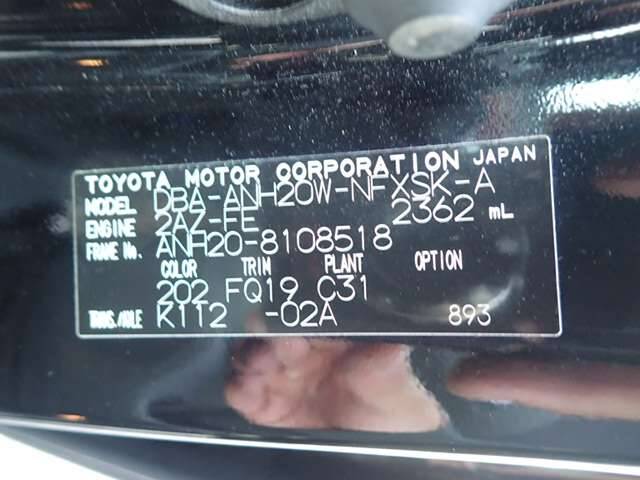 TOYOTA MOTOR CORPORATION JAPAN
MODEL DBA-ANH20W-NFXSK-A
ENGINE 2AZ-FE 2362 mL
FRAME No. ANH20-8108518
COLOR TRIM PLANT OPTION
202 FQ19 C31
TRANS./AXLE K112 -02A 893